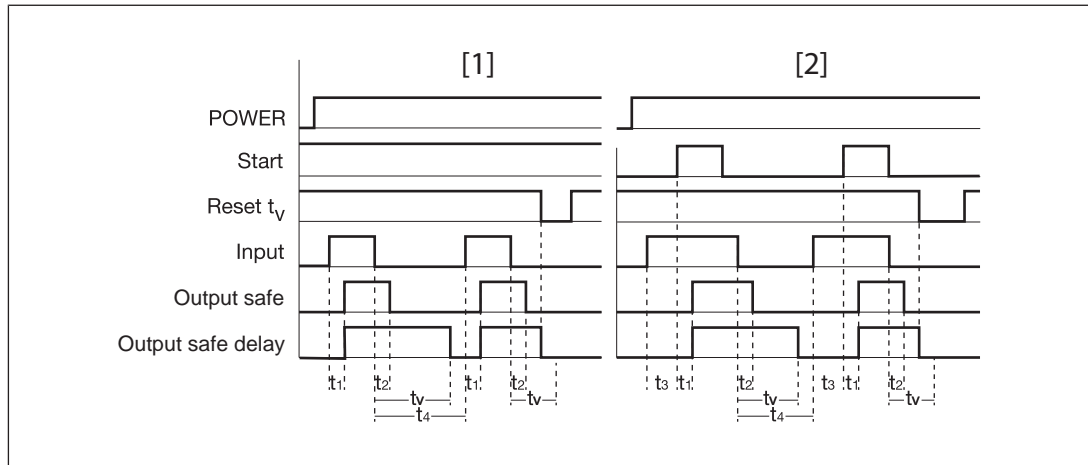 [1] [2]
POWER
Start
Reset tV
Input
Output safe
Output safe delay
t1 t2 t1 t2 t3 t1 t2 t3 t1 t2
tv tv tv tv
t4 t4